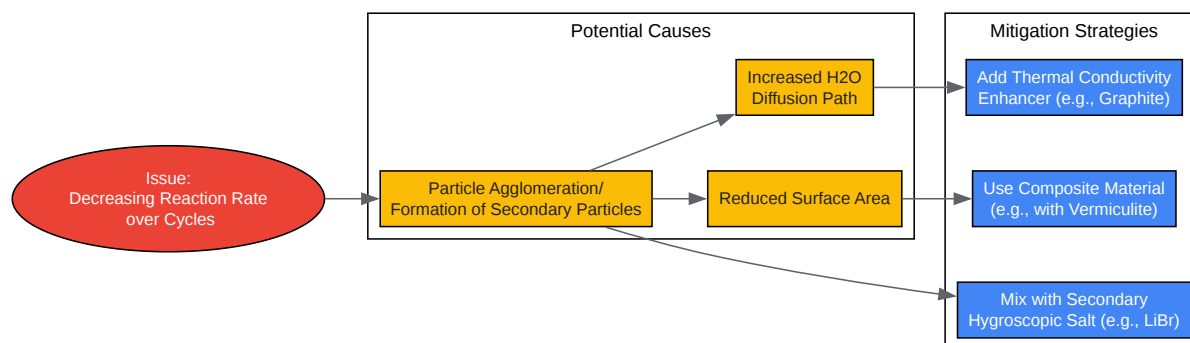 Potential Causes
Mitigation Strategies
Increased H2O
Diffusion Path
Add Thermal Conductivity
Enhancer (e.g., Graphite)
Issue:
Decreasing Reaction Rate
over Cycles
Particle Agglomeration/
Formation of Secondary Particles
Reduced Surface Area
Use Composite Material
(e.g., with Vermiculite)
Mix with Secondary
Hygroscopic Salt (e.g., LiBr)